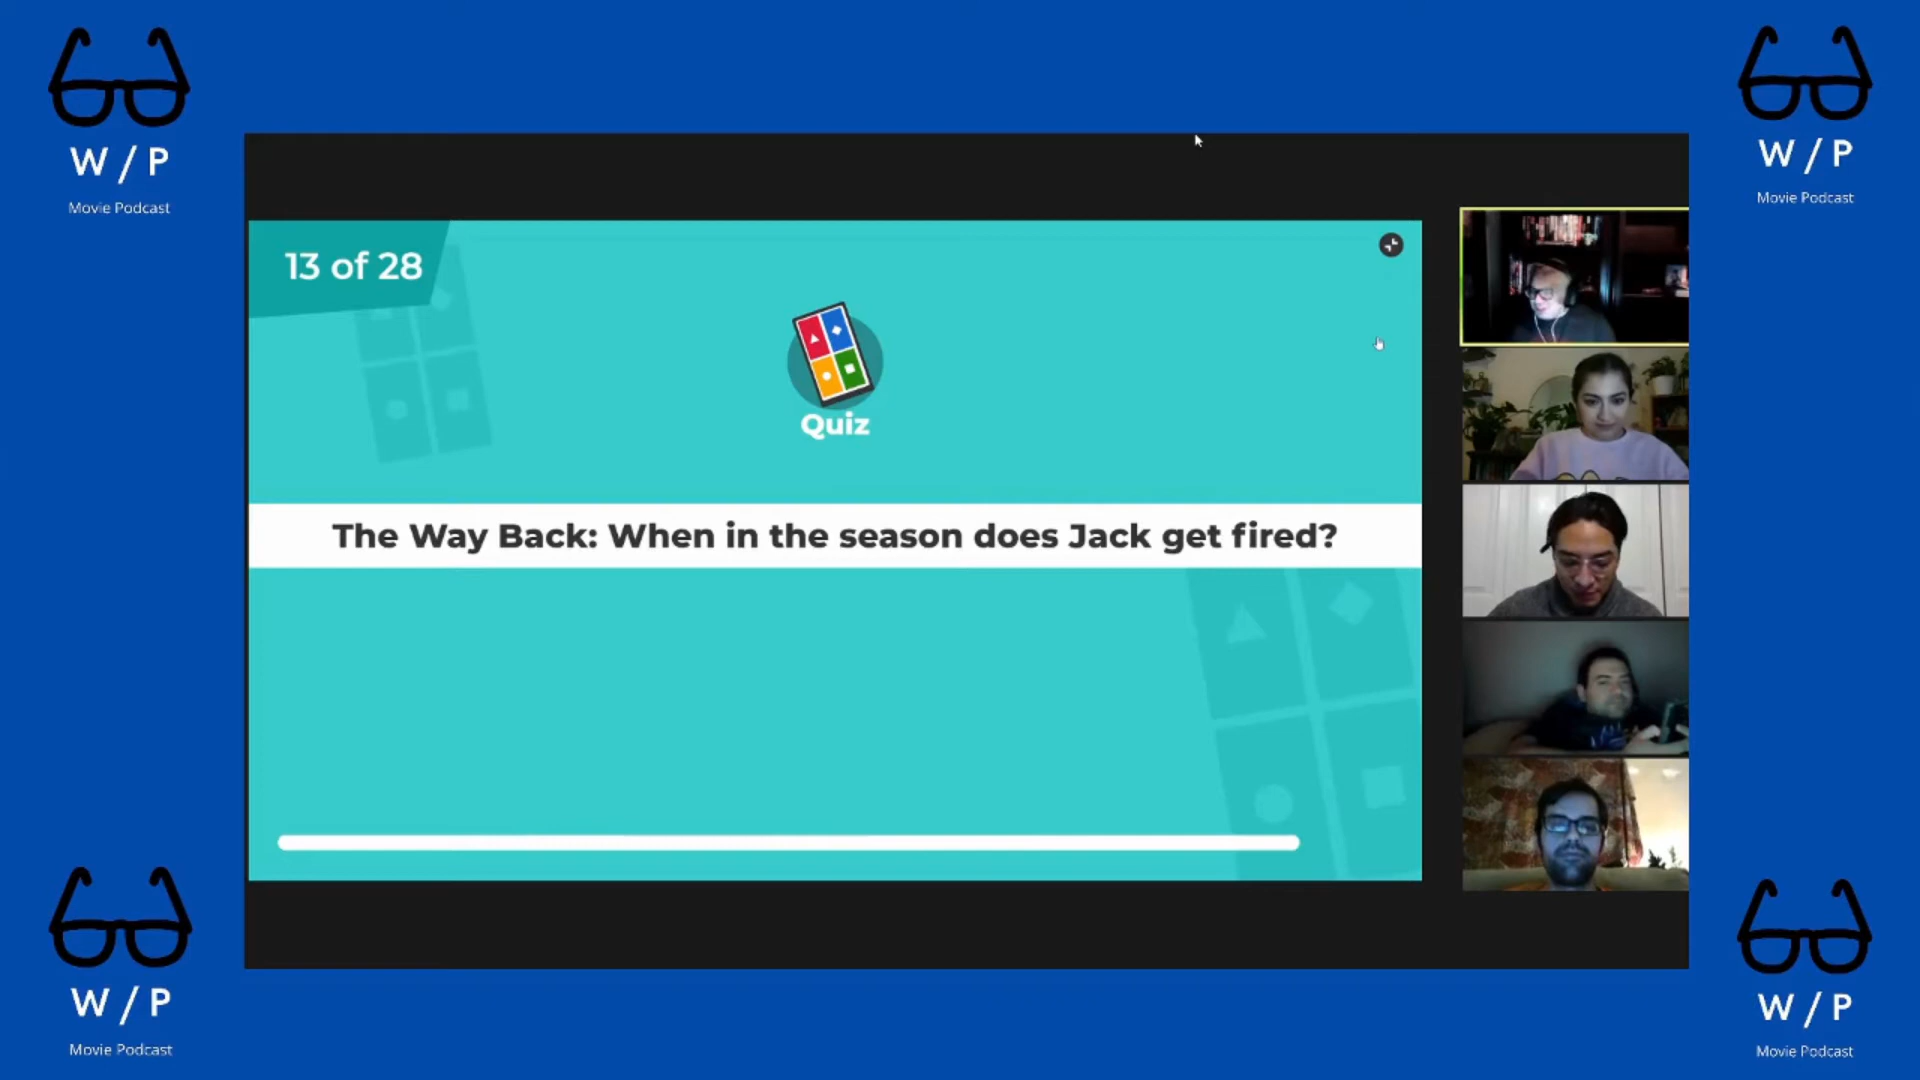 W / P
Movie Podcast
W / P
Movie Podcast
13 of 28
Quiz
The Way Back: When in the season does Jack get fired?
W / P
Movie Podcast
W / P
Movie Podcast